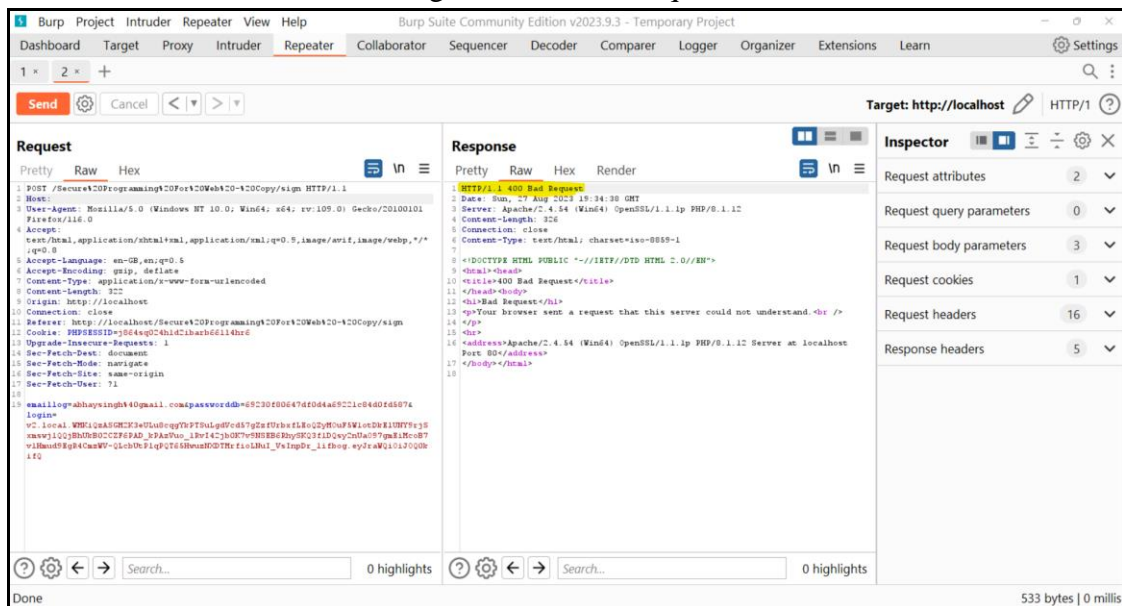 Burp Project Intruder Repeater View Help Burp Suite Community Edition v2023.9.3 - Temporary Project
Dashboard Target Proxy Intruder Repeater Collaborator Sequencer Decoder Comparer Logger Organizer Extensions Learn Settings
1 × 2 × +
Send Cancel < > Target: http://localhost HTTP/1
Request
Pretty Raw Hex \n
1 POST /Secure%20Programming%20For%20Web%20-%20Copy/sign HTTP/1.1
2 Host:
3 User-Agent: Mozilla/5.0 (Windows NT 10.0; Win64; x64; rv:109.0) Gecko/20100101
Firefox/116.0
4 Accept:
text/html,application/xhtml+xml,application/xml;q=0.9,image/avif,image/webp,*/*
;q=0.8
5 Accept-Language: en-GB,en;q=0.5
6 Accept-Encoding: gzip, deflate
7 Content-Type: application/x-www-form-urlencoded
8 Content-Length: 322
9 Origin: http://localhost
10 Connection: close
11 Referer: http://localhost/Secure%20Programming%20For%20Web%20-%20Copy/sign
12 Cookie: PHPSESSID=
13 Upgrade-Insecure-Requests: 1
14 Sec-Fetch-Dest: document
15 Sec-Fetch-Mode: navigate
16 Sec-Fetch-Site: same-origin
17 Sec-Fetch-User: ?1
18
19 emaillog=abhaysingh%40gmail.com&passworddb=
login=
Search... 0 highlights
Response
Pretty Raw Hex Render \n
1 HTTP/1.1 400 Bad Request
2 Date: Sun, 27 Aug 2023 19:34:38 GMT
3 Server: Apache/2.4.54 (Win64) OpenSSL/1.1.1p PHP/8.1.12
4 Content-Length: 326
5 Connection: close
6 Content-Type: text/html; charset=iso-8859-1
7
8 <!DOCTYPE HTML PUBLIC "-//IETF//DTD HTML 2.0//EN">
9 <html><head>
10 <title>400 Bad Request</title>
11 </head><body>
12 <h1>Bad Request</h1>
13 <p>Your browser sent a request that this server could not understand.<br />
14 </p>
15 <hr>
16 <address>Apache/2.4.54 (Win64) OpenSSL/1.1.1p PHP/8.1.12 Server at localhost
Port 80</address>
17 </body></html>
18
Search... 0 highlights
Inspector
Request attributes 2
Request query parameters 0
Request body parameters 3
Request cookies 1
Request headers 16
Response headers 5
Done 533 bytes | 0 millis